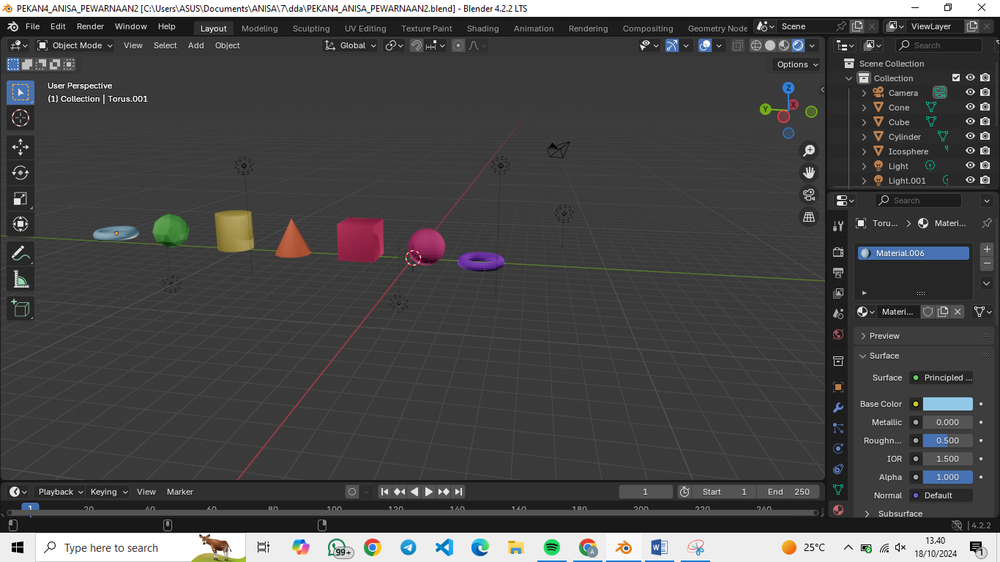 PEKAN4_ANISA_PEWARNAAN2 [C:\Users\ASUS\Documents\ANISA\7\dda\PEKAN4_ANISA_PEWARNAAN2.blend] - Blender 4.2.2 LTS
File Edit Render Window Help Layout Modeling Sculpting UV Editing Texture Paint Shading Animation Rendering Compositing Geometry Node Scene ViewLayer
Object Mode View Select Add Object Global Search
Options
Scene Collection
Collection
Camera
Cone
Cube
Cylinder
Icosphere
Light
Light.001
User Perspective
(1) Collection | Torus.001
Z
Y
X
Search
Toru... > Materi...
Material.006
Materi...
Preview
Surface
Surface Principled ...
Base Color
Metallic 0.000
Roughn... 0.500
IOR 1.500
Alpha 1.000
Normal Default
Subsurface
Playback Keying View Marker 1 Start 1 End 250
1 20 40 60 80 100 120 140 160 180 200 220 240
4.2.2
Type here to search
99+
A
25°C
13.40
18/10/2024
1